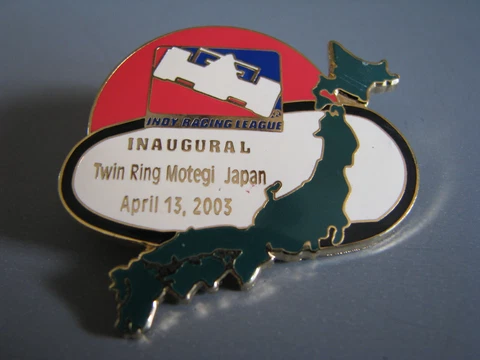 INDY RACING LEAGUE
INAUGURAL
Twin Ring Motegi Japan
April 13, 2003